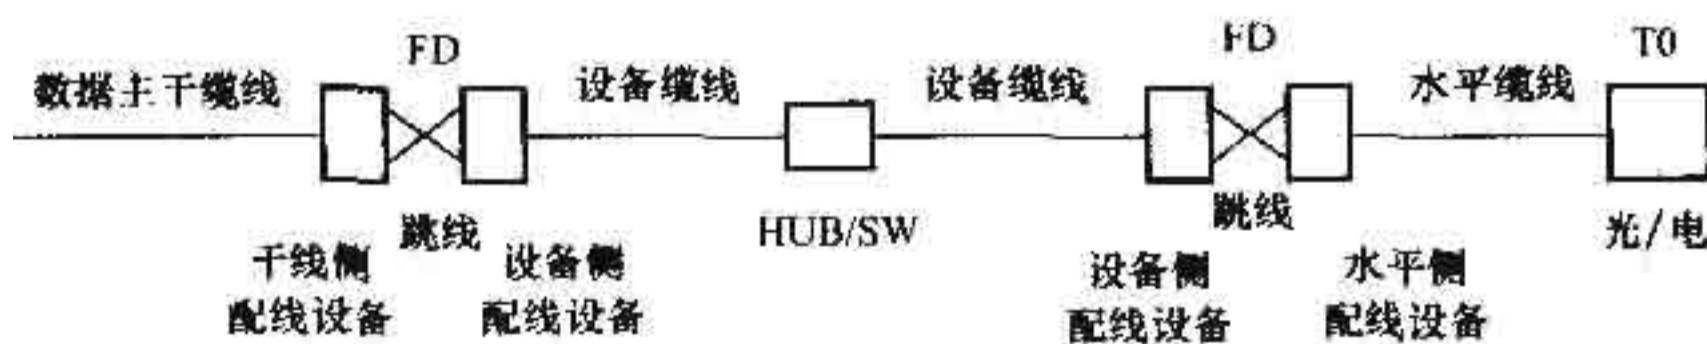 FD
FD
TO
数据主干缆线
设备缆线
设备缆线
水平缆线
跳线
HUB/SW
跳线
光/电
干线侧
配线设备
设备侧
配线设备
设备侧
配线设备
水平侧
配线设备